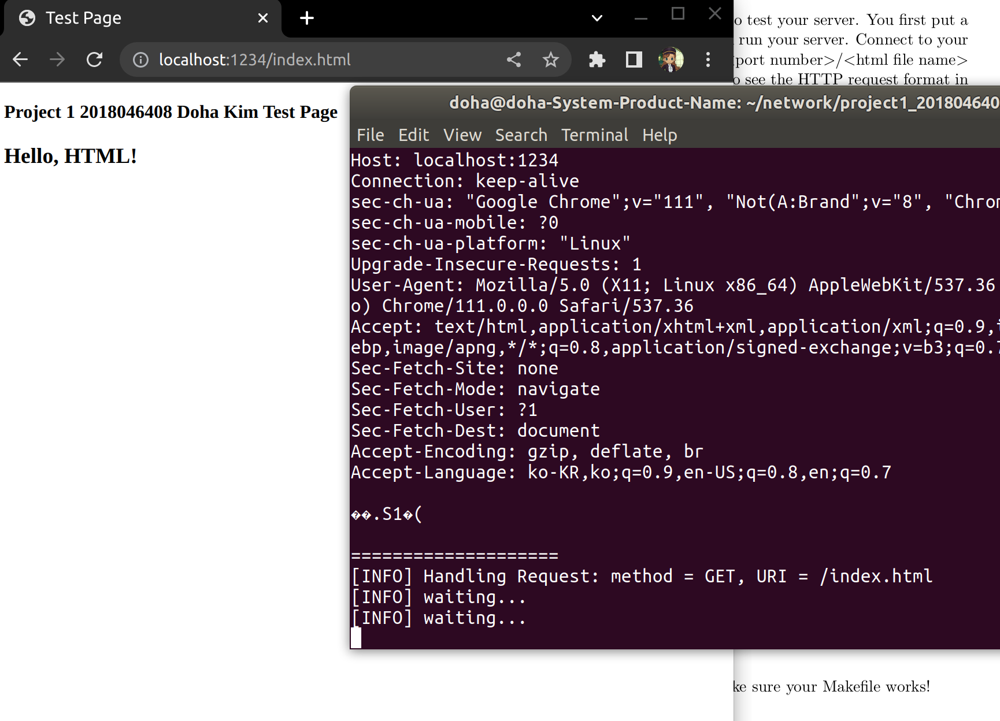 Test Page
localhost:1234/index.html
Project 1 2018046408 Doha Kim Test Page
Hello, HTML!
o test your server. You first put a
run your server. Connect to your
port number>/<html file name>
o see the HTTP request format in
doha@doha-System-Product-Name: ~/network/project1_201804640
File Edit View Search Terminal Help
Host: localhost:1234
Connection: keep-alive
sec-ch-ua: "Google Chrome";v="111", "Not(A:Brand";v="8", "Chrom
sec-ch-ua-mobile: ?0
sec-ch-ua-platform: "Linux"
Upgrade-Insecure-Requests: 1
User-Agent: Mozilla/5.0 (X11; Linux x86_64) AppleWebKit/537.36
o) Chrome/111.0.0.0 Safari/537.36
Accept: text/html,application/xhtml+xml,application/xml;q=0.9,i
ebp,image/apng,*/*;q=0.8,application/signed-exchange;v=b3;q=0.7
Sec-Fetch-Site: none
Sec-Fetch-Mode: navigate
Sec-Fetch-User: ?1
Sec-Fetch-Dest: document
Accept-Encoding: gzip, deflate, br
Accept-Language: ko-KR,ko;q=0.9,en-US;q=0.8,en;q=0.7
��.S1�(
====================
[INFO] Handling Request: method = GET, URI = /index.html
[INFO] waiting...
[INFO] waiting...
ke sure your Makefile works!